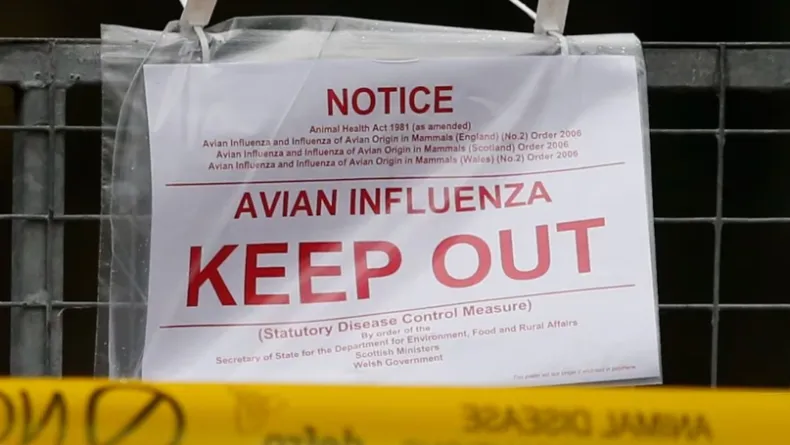 NOTICE
Animal Health Act 1981 (as amended)
Avian Influenza and Influenza of Avian Origin in Mammals (England) (No.2) Order 2006
Avian Influenza and Influenza of Avian Origin in Mammals (Scotland) Order 2006
Avian Influenza and Influenza of Avian Origin in Mammals (Wales) (No 2) Order 2006
AVIAN INFLUENZA
KEEP OUT
(Statutory Disease Control Measure)
By order of the
Secretary of State for the Department for Environment, Food and Rural Affairs
Scottish Ministers
Welsh Government
ANIMAL DISEASE